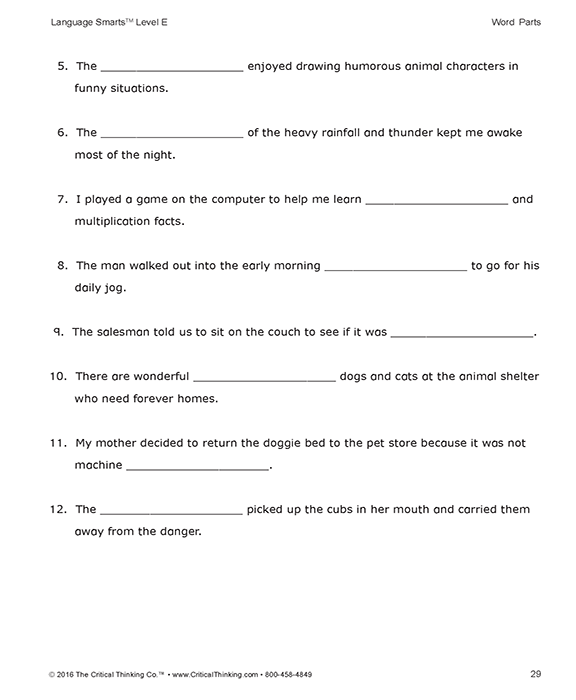 Language Smarts™ Level E Word Parts
5. The ____________________ enjoyed drawing humorous animal characters in
funny situations.
6. The ____________________ of the heavy rainfall and thunder kept me awake
most of the night.
7. I played a game on the computer to help me learn ____________________ and
multiplication facts.
8. The man walked out into the early morning ____________________ to go for his
daily jog.
9. The salesman told us to sit on the couch to see if it was ____________________.
10. There are wonderful ____________________ dogs and cats at the animal shelter
who need forever homes.
11. My mother decided to return the doggie bed to the pet store because it was not
machine ____________________.
12. The ____________________ picked up the cubs in her mouth and carried them
away from the danger.
© 2016 The Critical Thinking Co.™ • www.CriticalThinking.com • 800-458-4849 29